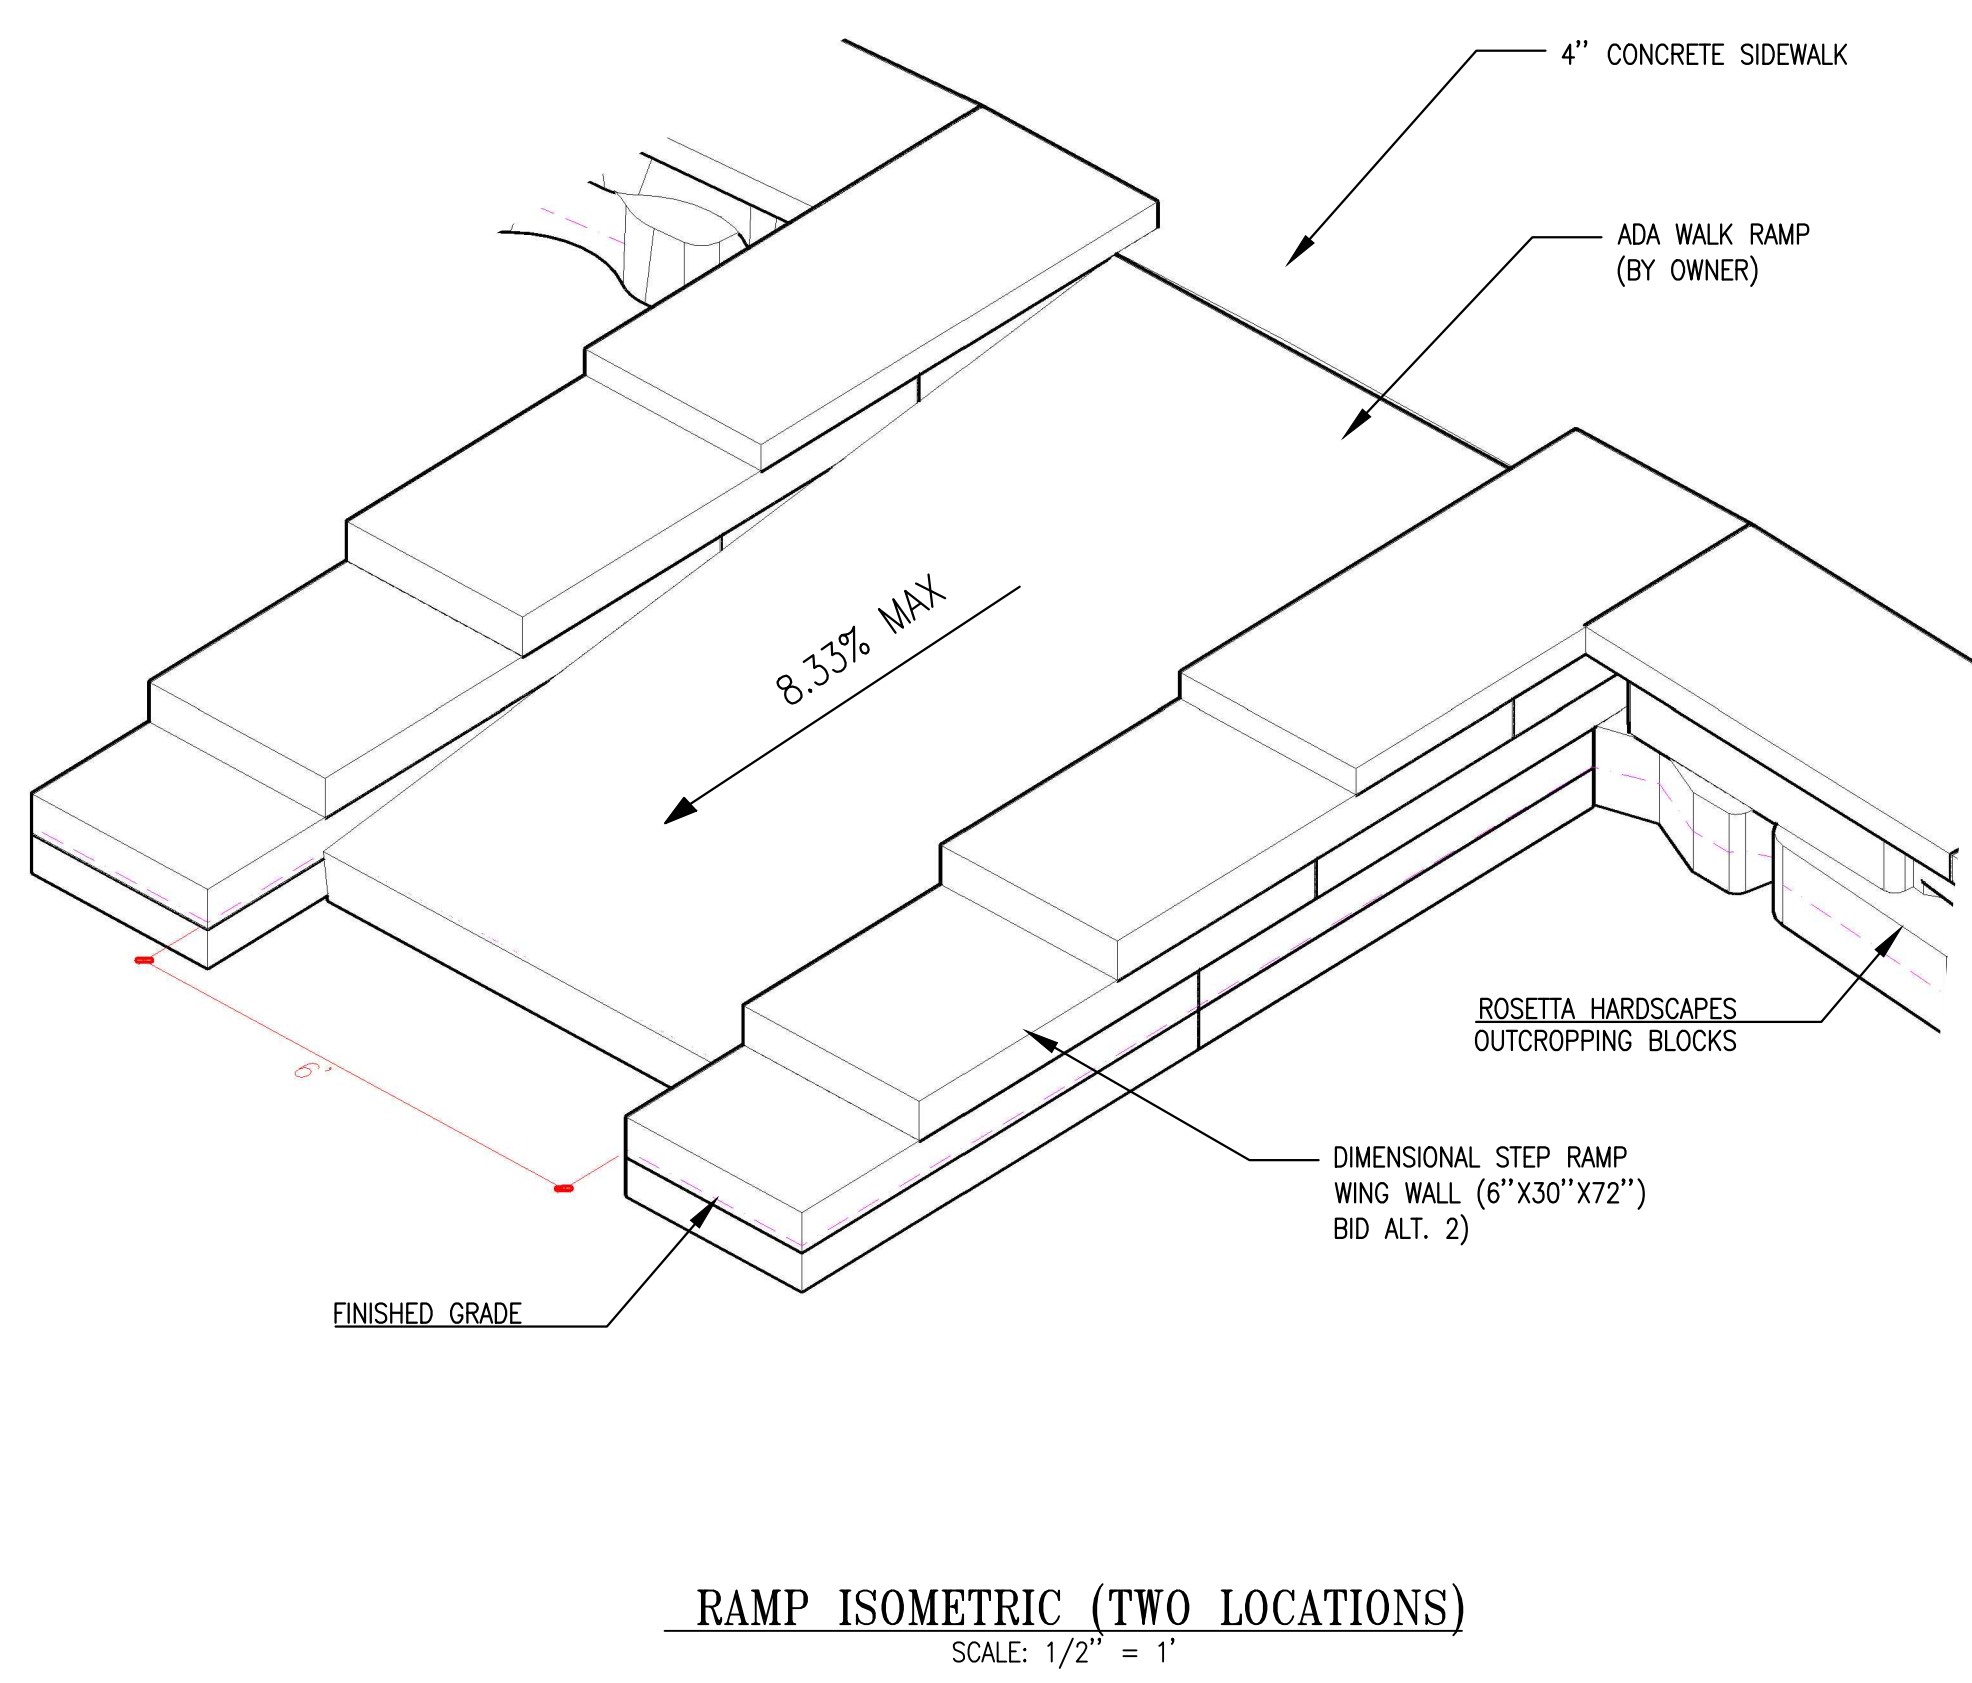 4" CONCRETE SIDEWALK
ADA WALK RAMP
(BY OWNER)
8.33% MAX
ROSETTA HARDSCAPES
OUTCROPPING BLOCKS
6'
DIMENSIONAL STEP RAMP
WING WALL (6"X30"X72")
BID ALT. 2)
FINISHED GRADE
RAMP ISOMETRIC (TWO LOCATIONS)
SCALE: 1/2" = 1'